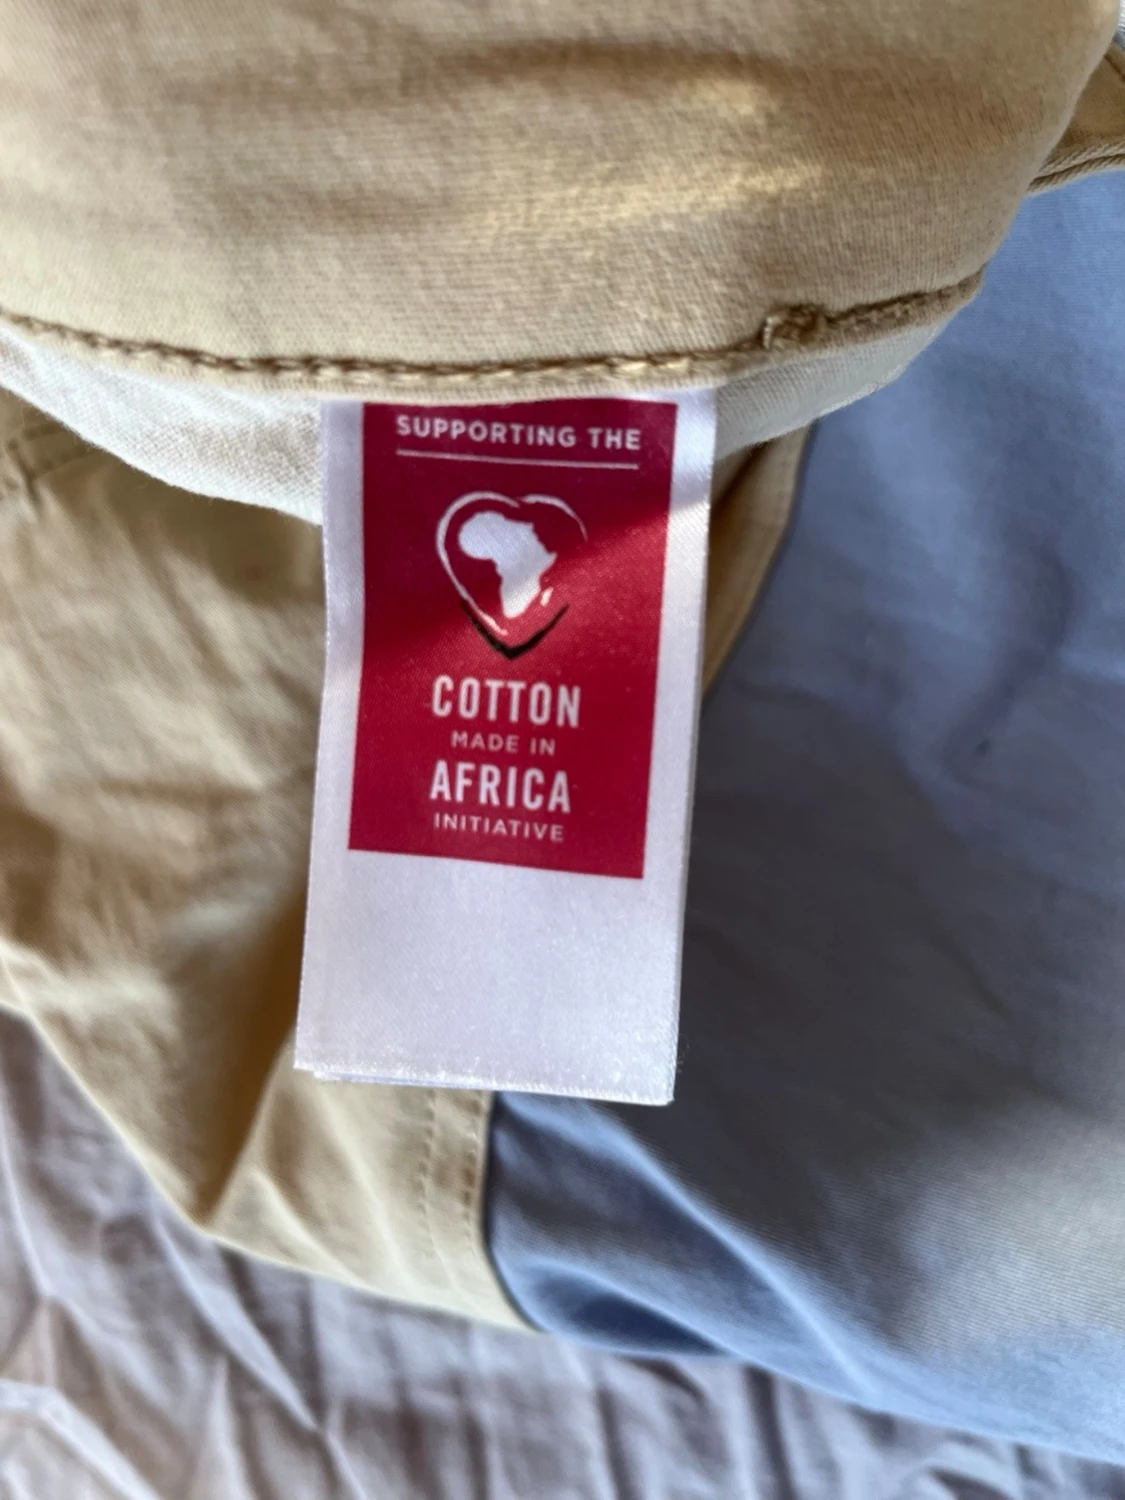 SUPPORTING THE
COTTON
MADE IN
AFRICA
INITIATIVE